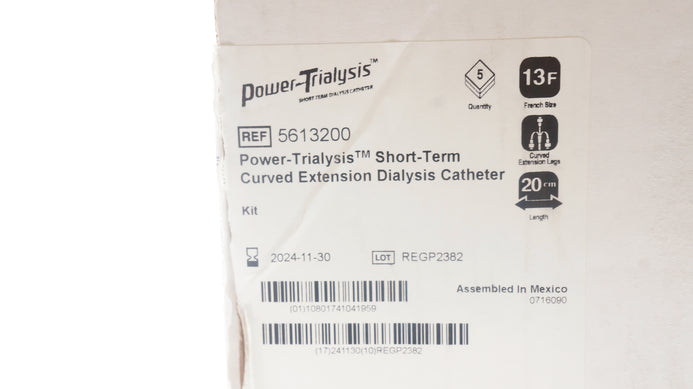 Power-Trialysis™
SHORT-TERM DIALYSIS CATHETER
5
Quantity
13F
French Size
REF 5613200
Power-Trialysis™ Short-Term
Curved Extension Dialysis Catheter
Kit
Curved
Extension Legs
20 cm
Length
2024-11-30
LOT REGP2382
(01)10801741041959
Assembled In Mexico
0716090
(17)241130(10)REGP2382